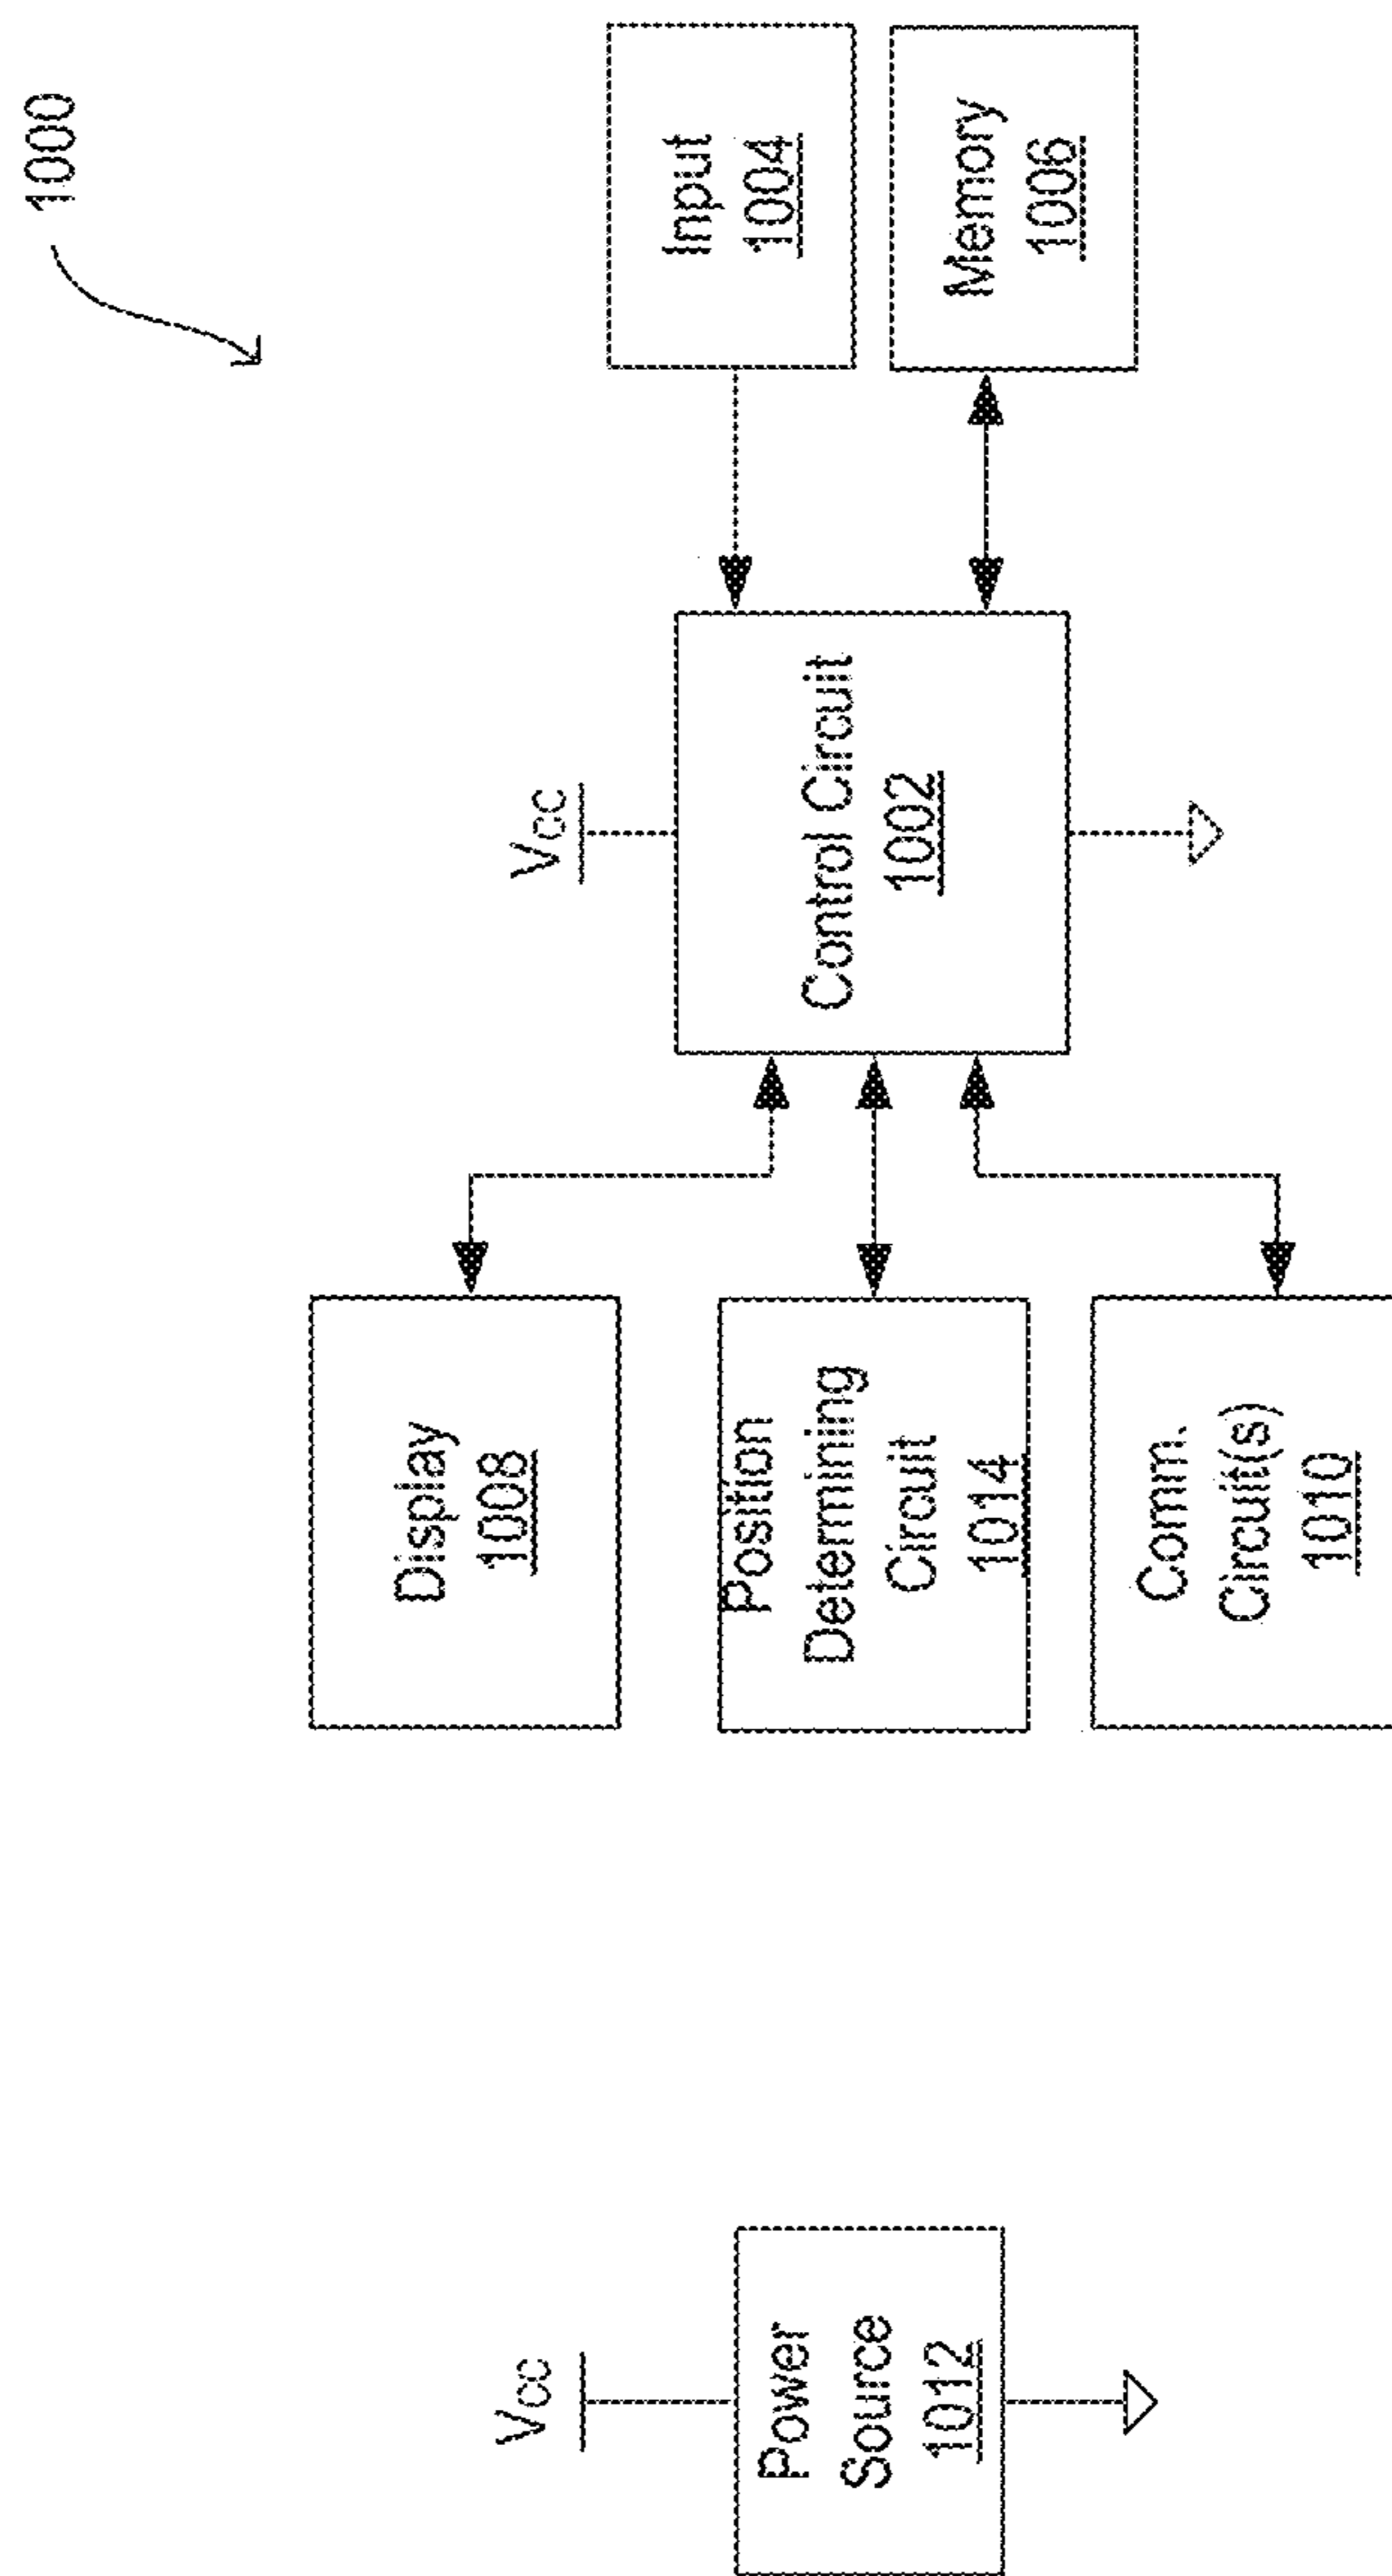 1000
Input
1004
Memory
1006
Vcc
Control Circuit
1002
Display
1008
Position
Determining
Circuit
1014
Comm.
Circuit(s)
1010
Vcc
Power
Source
1012